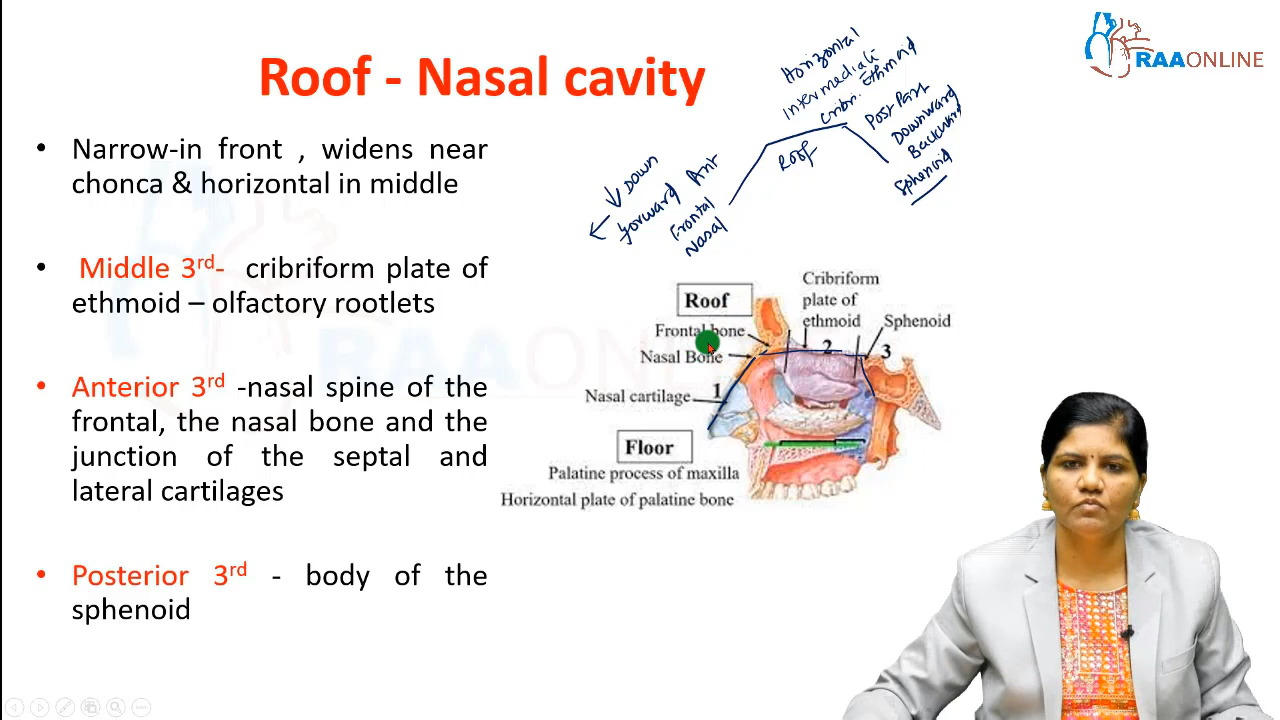 Roof - Nasal cavity
RAAONLINE
• Narrow-in front , widens near
chonca & horizontal in middle
• Middle 3rd- cribriform plate of
ethmoid – olfactory rootlets
• Anterior 3rd -nasal spine of the
frontal, the nasal bone and the
junction of the septal and
lateral cartilages
• Posterior 3rd - body of the
sphenoid
Horizontal
Intermediate
Cribri. Ethmoid
Post Part
Downward
Backward
Sphenoid
Roof
↓ Down
forward Ant
Frontal
Nasal
RAAONLINE
Roof
Cribriform
plate of
ethmoid
Sphenoid
Frontal bone
Nasal Bone
Nasal cartilage
1
2
3
Floor
Palatine process of maxilla
Horizontal plate of palatine bone